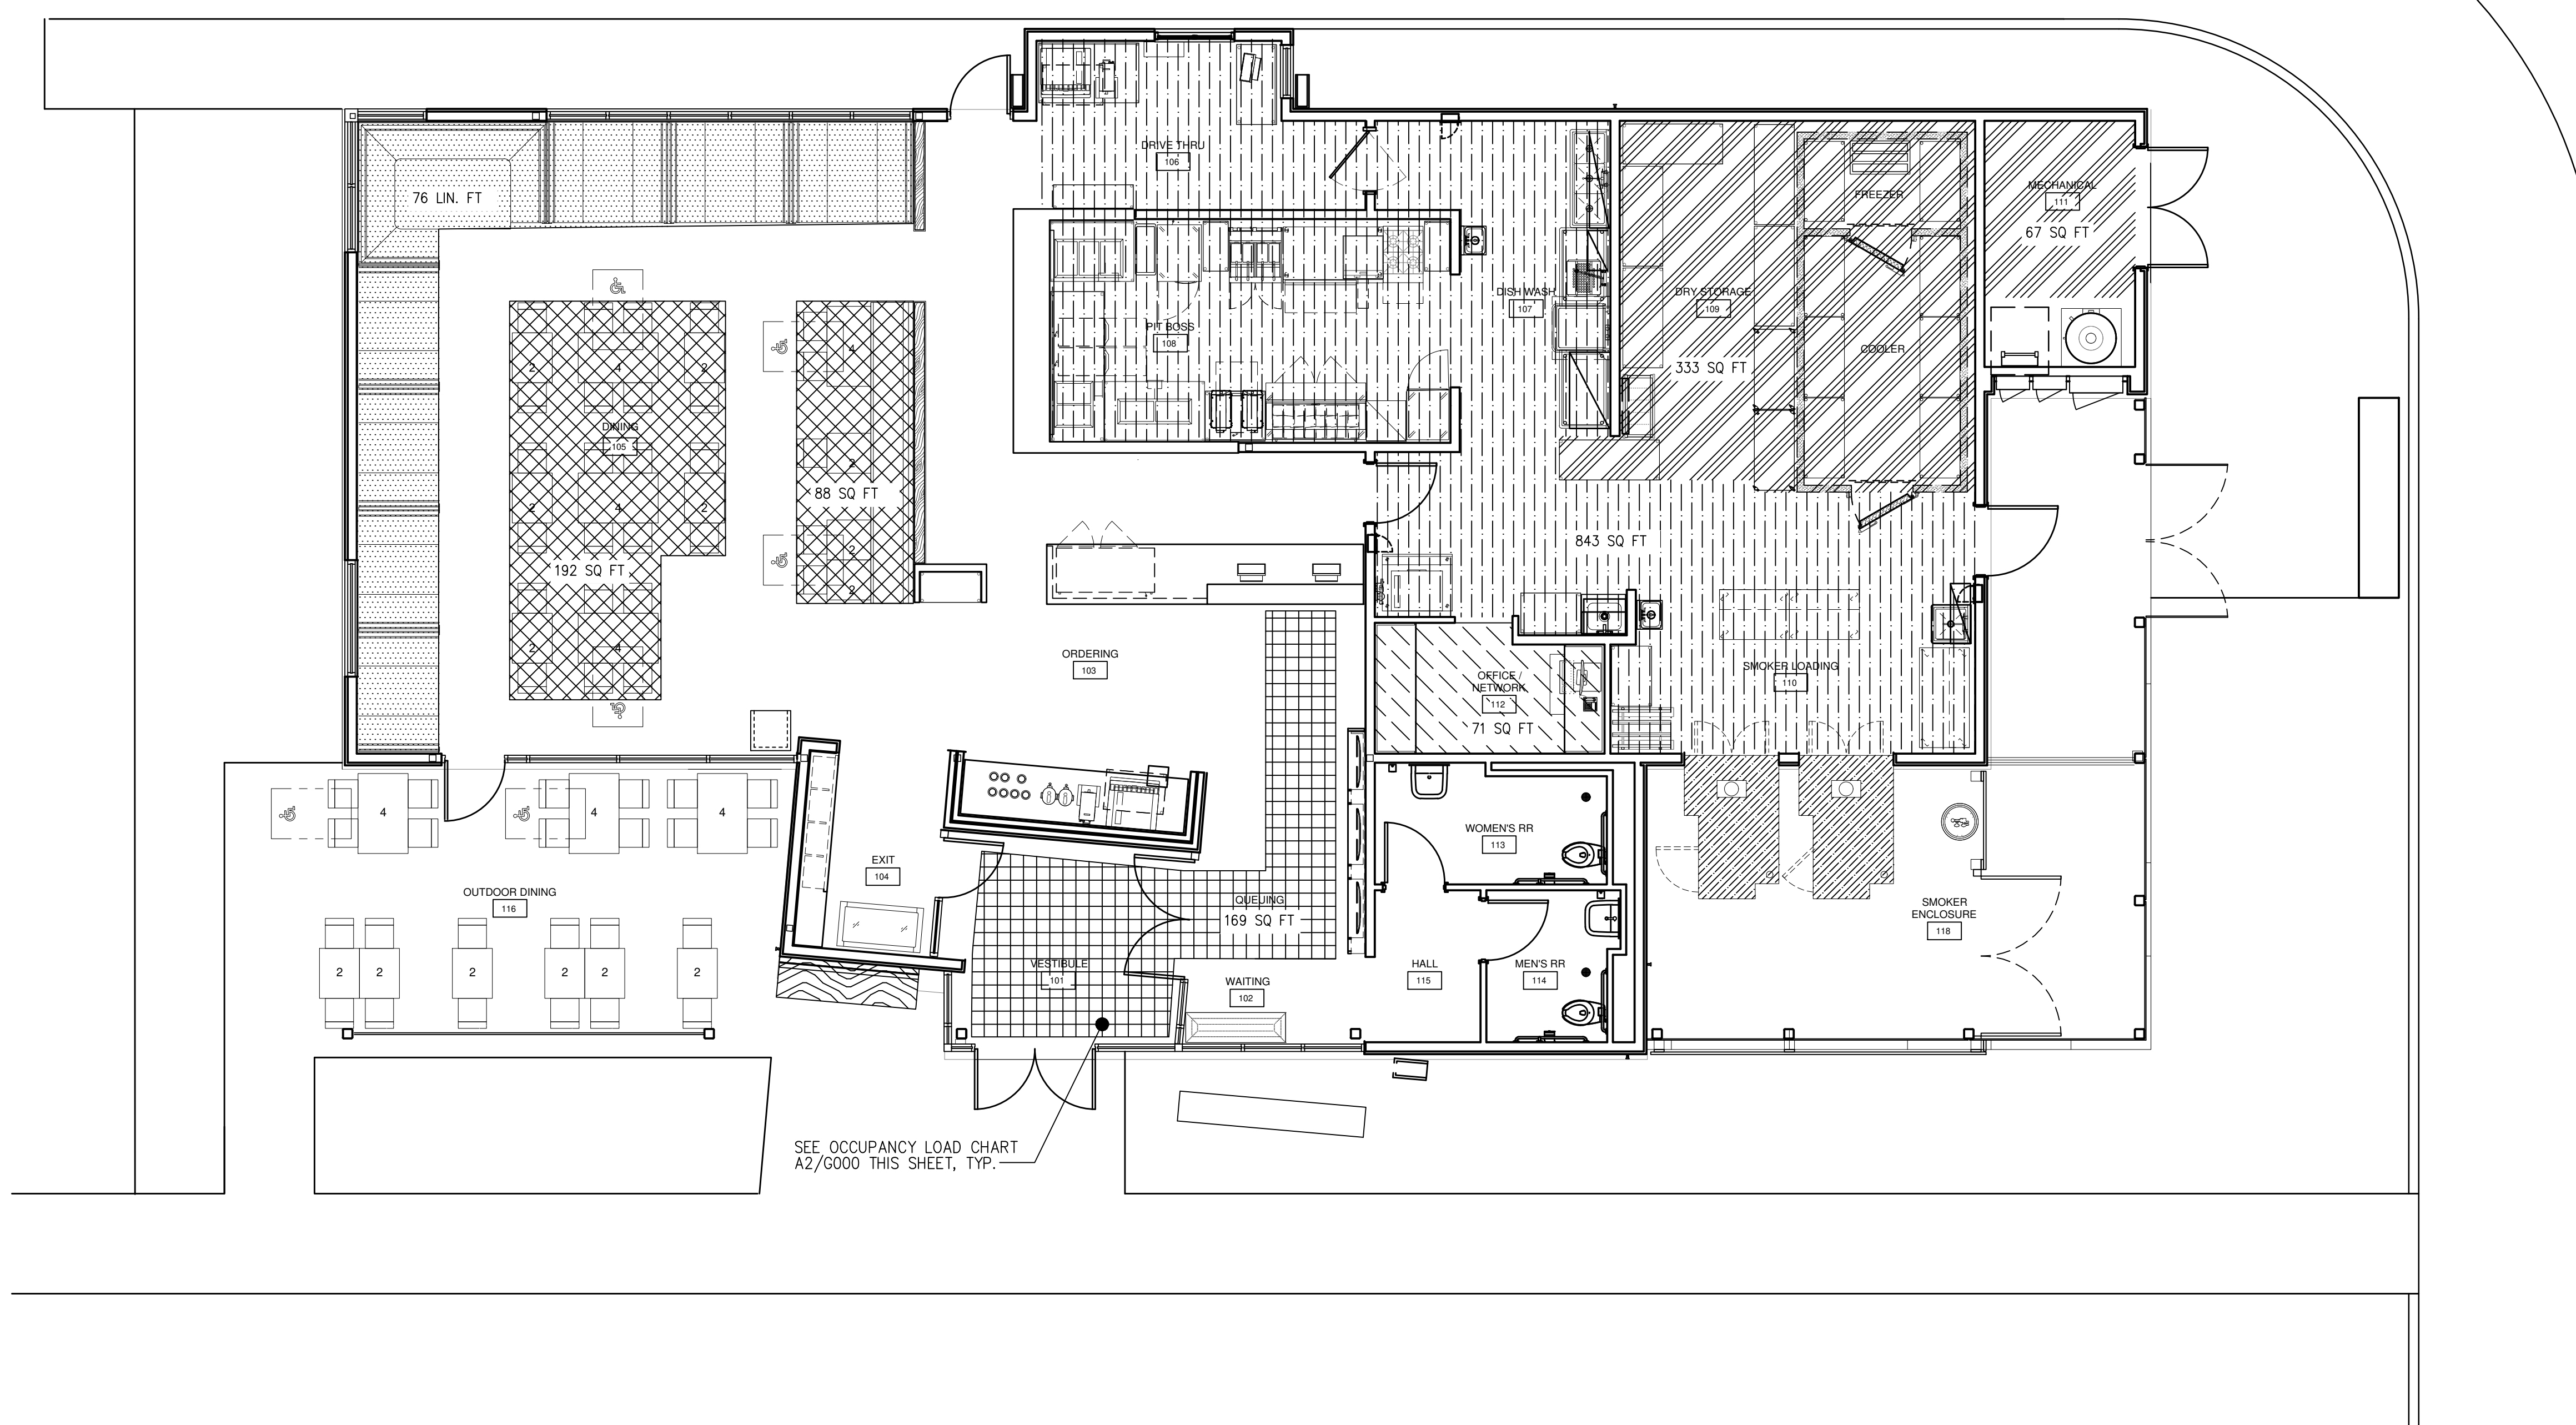 DRIVE THRU
106
76 LIN. FT
FREEZER
MECHANICAL
111
67 SQ FT
DISH WASH
107
DRY STORAGE
109
PIT BOSS
108
COOLER
333 SQ FT
2
4
2
4
DINING
105
2
88 SQ FT
2
4
2
843 SQ FT
2
192 SQ FT
2
2
4
ORDERING
103
SMOKER LOADING
110
OFFICE /
NETWORK
112
71 SQ FT
4
4
4
WOMEN'S RR
113
EXIT
104
OUTDOOR DINING
116
QUEUING
169 SQ FT
SMOKER
ENCLOSURE
118
2
2
2
2
2
2
VESTIBULE
101
WAITING
102
HALL
115
MEN'S RR
114
SEE OCCUPANCY LOAD CHART
A2/G000 THIS SHEET, TYP.